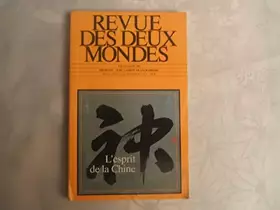 REVUE
DES DEUX
MONDES
神
L'esprit
de la Chine